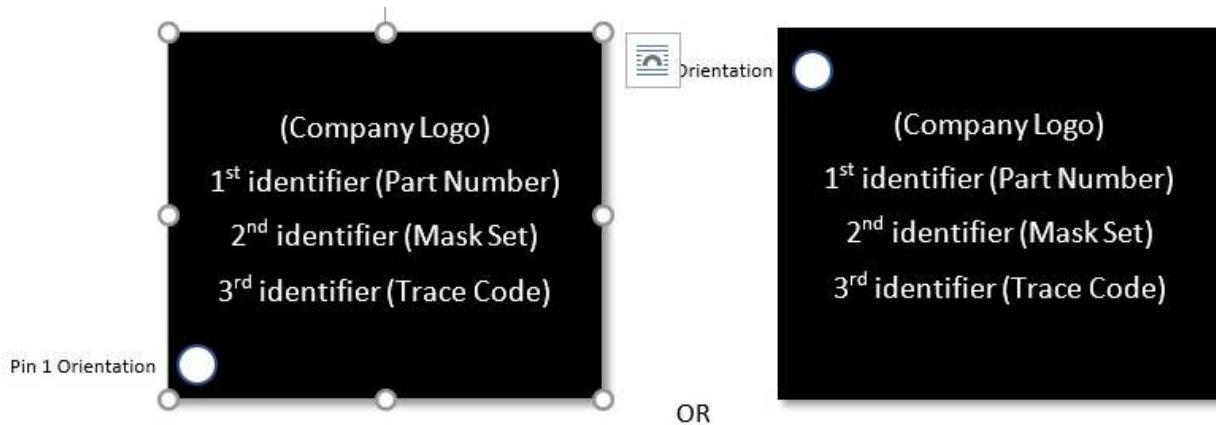 (Company Logo)
1st identifier (Part Number)
2nd identifier (Mask Set)
3rd identifier (Trace Code)
Pin 1 Orientation
OR
Orientation
(Company Logo)
1st identifier (Part Number)
2nd identifier (Mask Set)
3rd identifier (Trace Code)